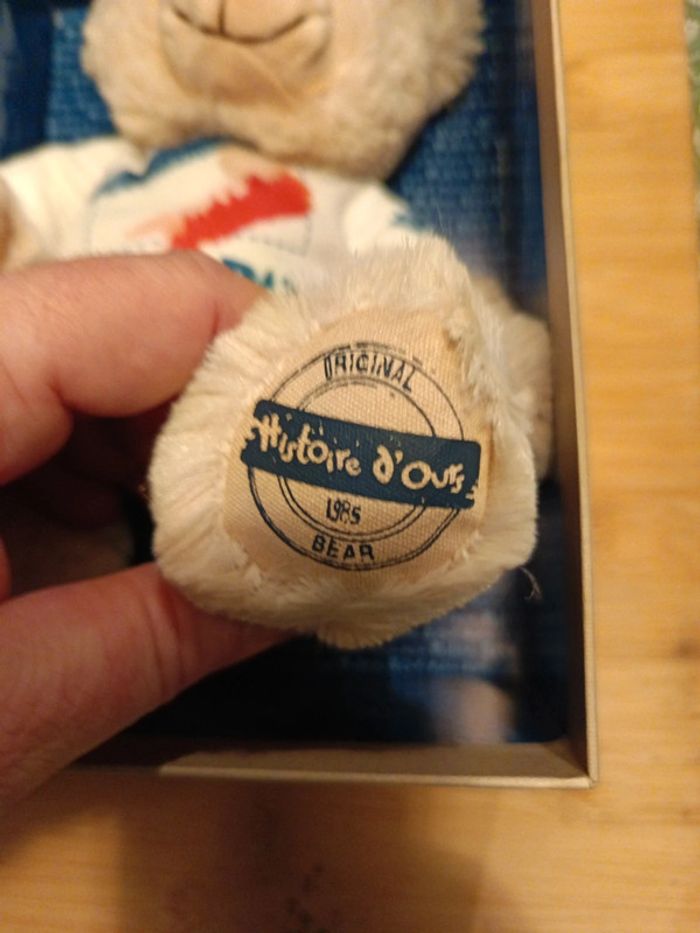 ORIGINAL
Histoire d'Ours
1985
BEAR